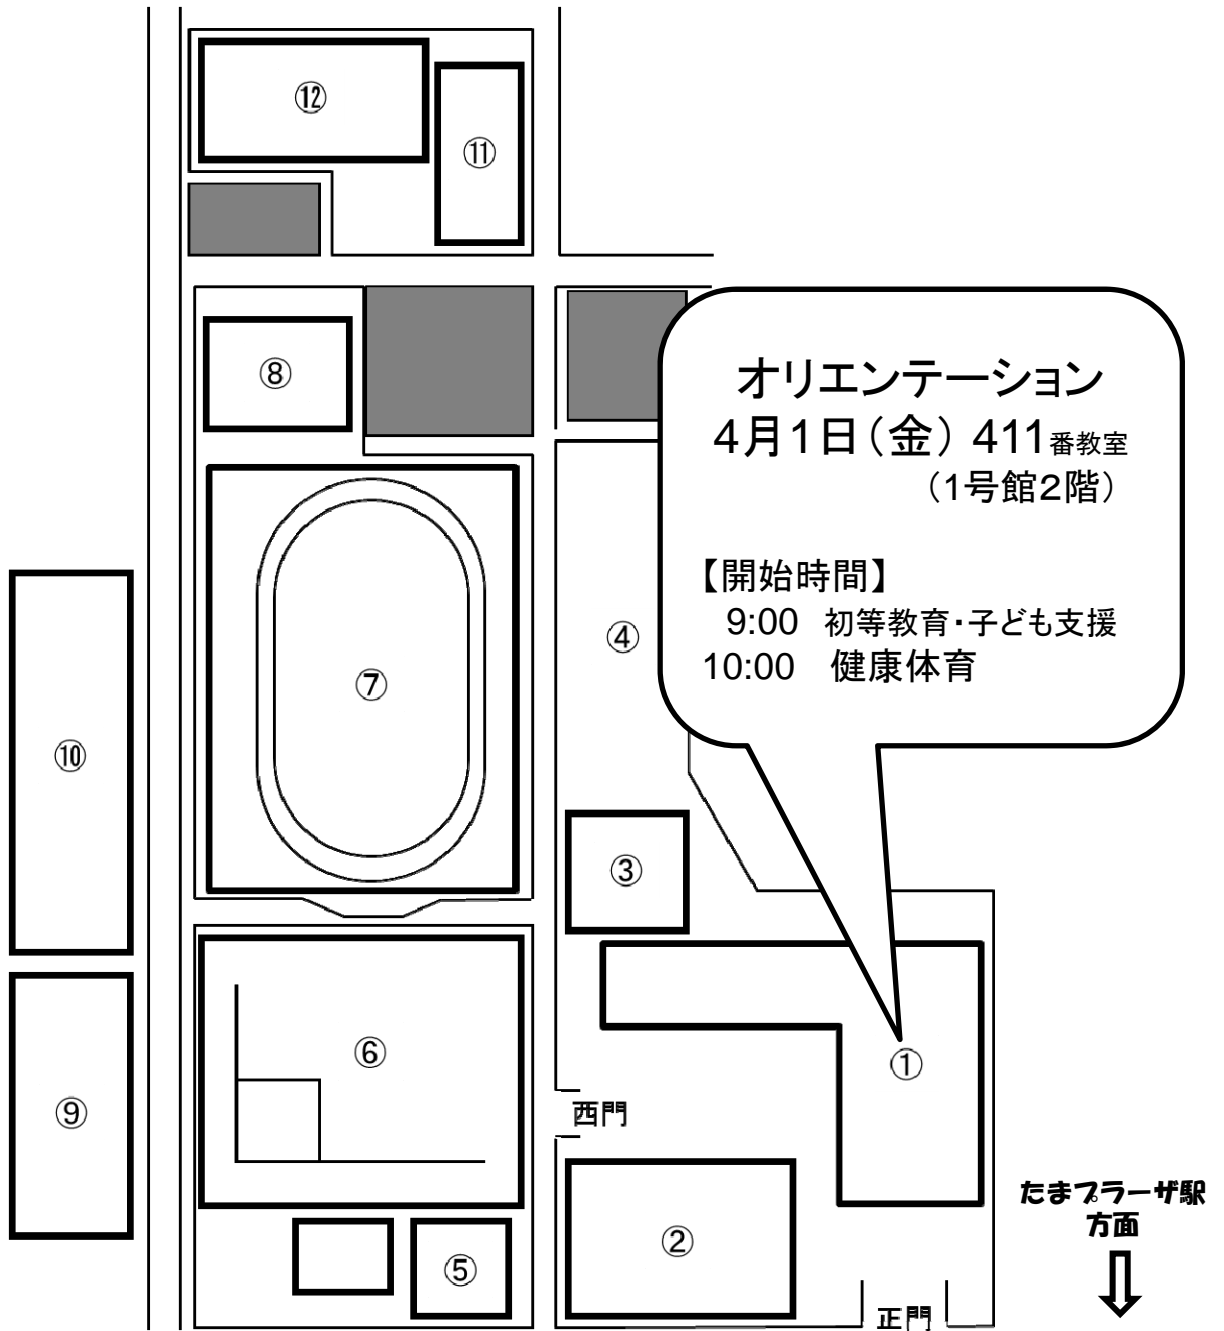 ⑫
⑪
⑧
オリエンテーション
4月1日(金) 411番教室
(1号館2階)
【開始時間】
9:00 初等教育・子ども支援
10:00 健康体育
④
⑦
⑩
③
⑥
①
⑨
西門
たまプラーザ駅
方面
②
⑤
正門